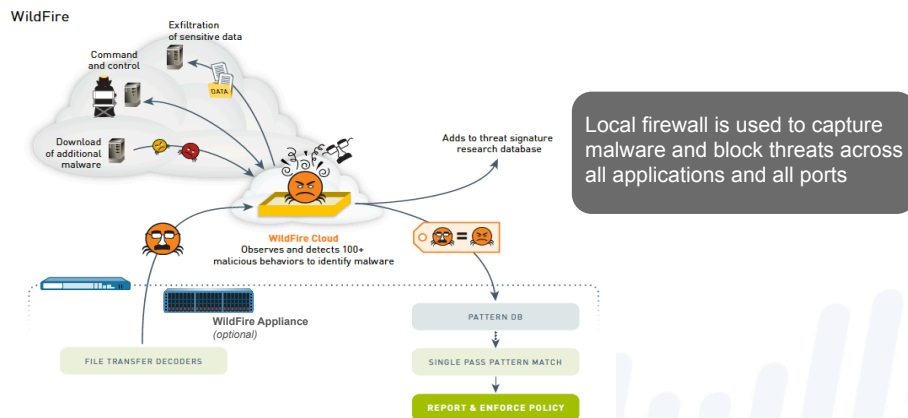 WildFire
Exfiltration
of sensitive data
Command
and control
DATA
Download
of additional
malware
Adds to threat signature
research database
Local firewall is used to capture
malware and block threats across
all applications and all ports
WildFire Cloud
Observes and detects 100+
malicious behaviors to identify malware
=
WildFire Appliance
(optional)
PATTERN DB
FILE TRANSFER DECODERS
SINGLE PASS PATTERN MATCH
REPORT & ENFORCE POLICY